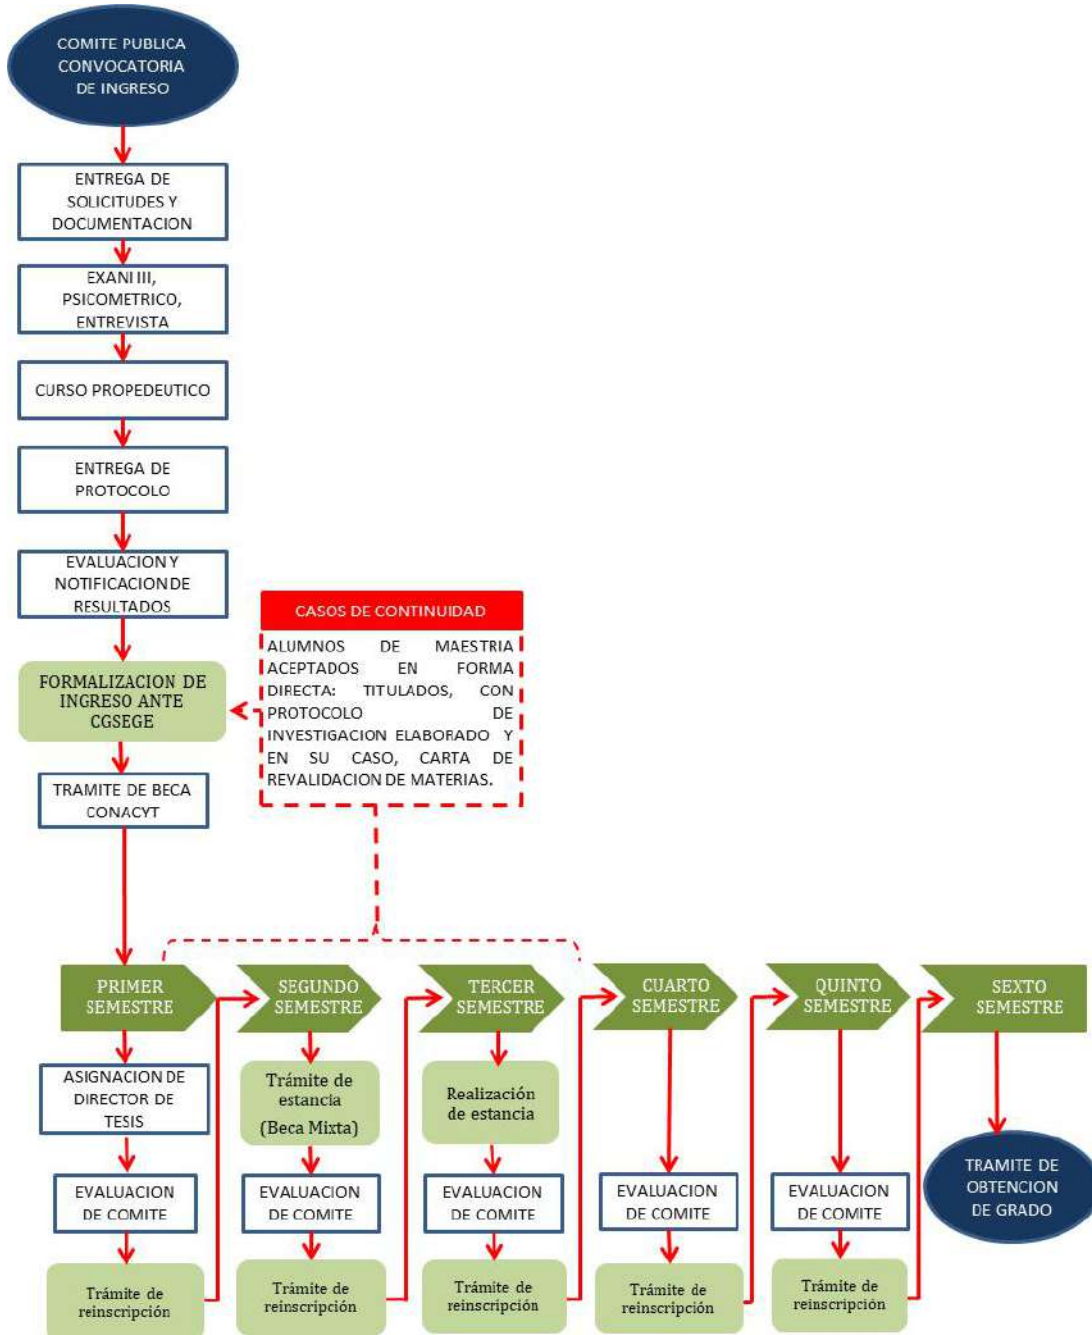 COMITE PUBLICA
CONVOCATORIA
DE INGRESO
ENTREGA DE
SOLICITUDES Y
DOCUMENTACION
EXANI III,
PSICOMETRICO,
ENTREVISTA
CURSO PROPEDEUTICO
ENTREGA DE
PROTOCOLO
EVALUACION Y
NOTIFICACION DE
RESULTADOS
CASOS DE CONTINUIDAD
ALUMNOS DE MAESTRIA
ACEPTADOS EN FORMA
DIRECTA: TITULADOS, CON
PROTOCOLO DE
INVESTIGACION ELABORADO Y
EN SU CASO, CARTA DE
REVALIDACION DE MATERIAS.
FORMALIZACION DE
INGRESO ANTE
CGSEGE
TRAMITE DE BECA
CONACYT
PRIMER
SEMESTRE
SEGUNDO
SEMESTRE
TERCER
SEMESTRE
CUARTO
SEMESTRE
QUINTO
SEMESTRE
SEXTO
SEMESTRE
ASIGNACION DE
DIRECTOR DE
TESIS
Trámite de
estancia
(Beca Mixta)
Realización
de estancia
EVALUACION
DE COMITE
EVALUACION
DE COMITE
EVALUACION
DE COMITE
EVALUACION
DE COMITE
EVALUACION
DE COMITE
TRAMITE DE
OBTENCION
DE GRADO
Trámite de
reinscripción
Trámite de
reinscripción
Trámite de
reinscripción
Trámite de
reinscripción
Trámite de
reinscripción